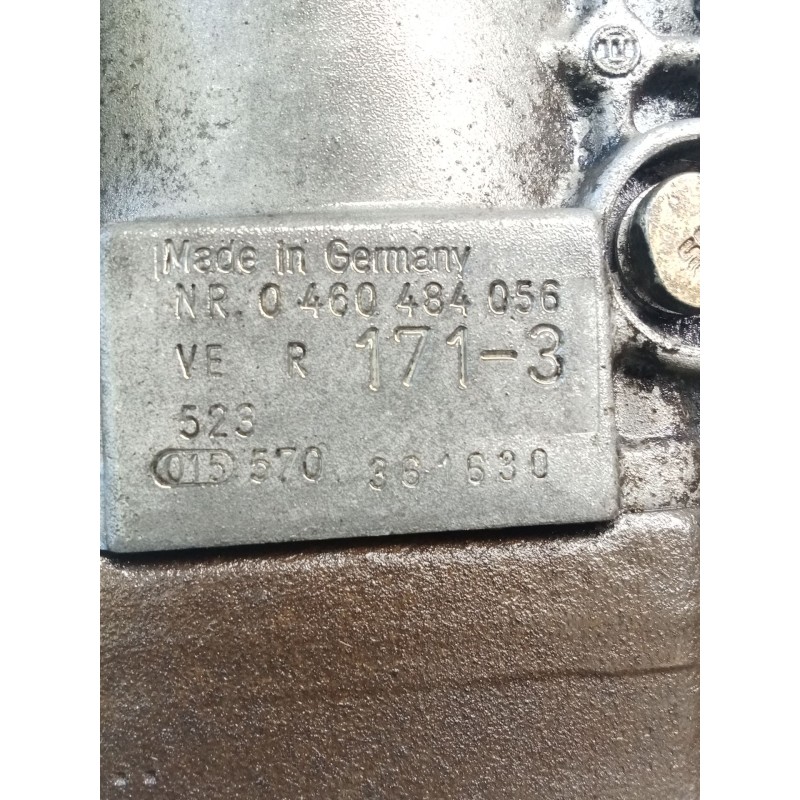 Made in Germany
NR. 0 460 484 056
VE R 171-3
523
015 570. 361630